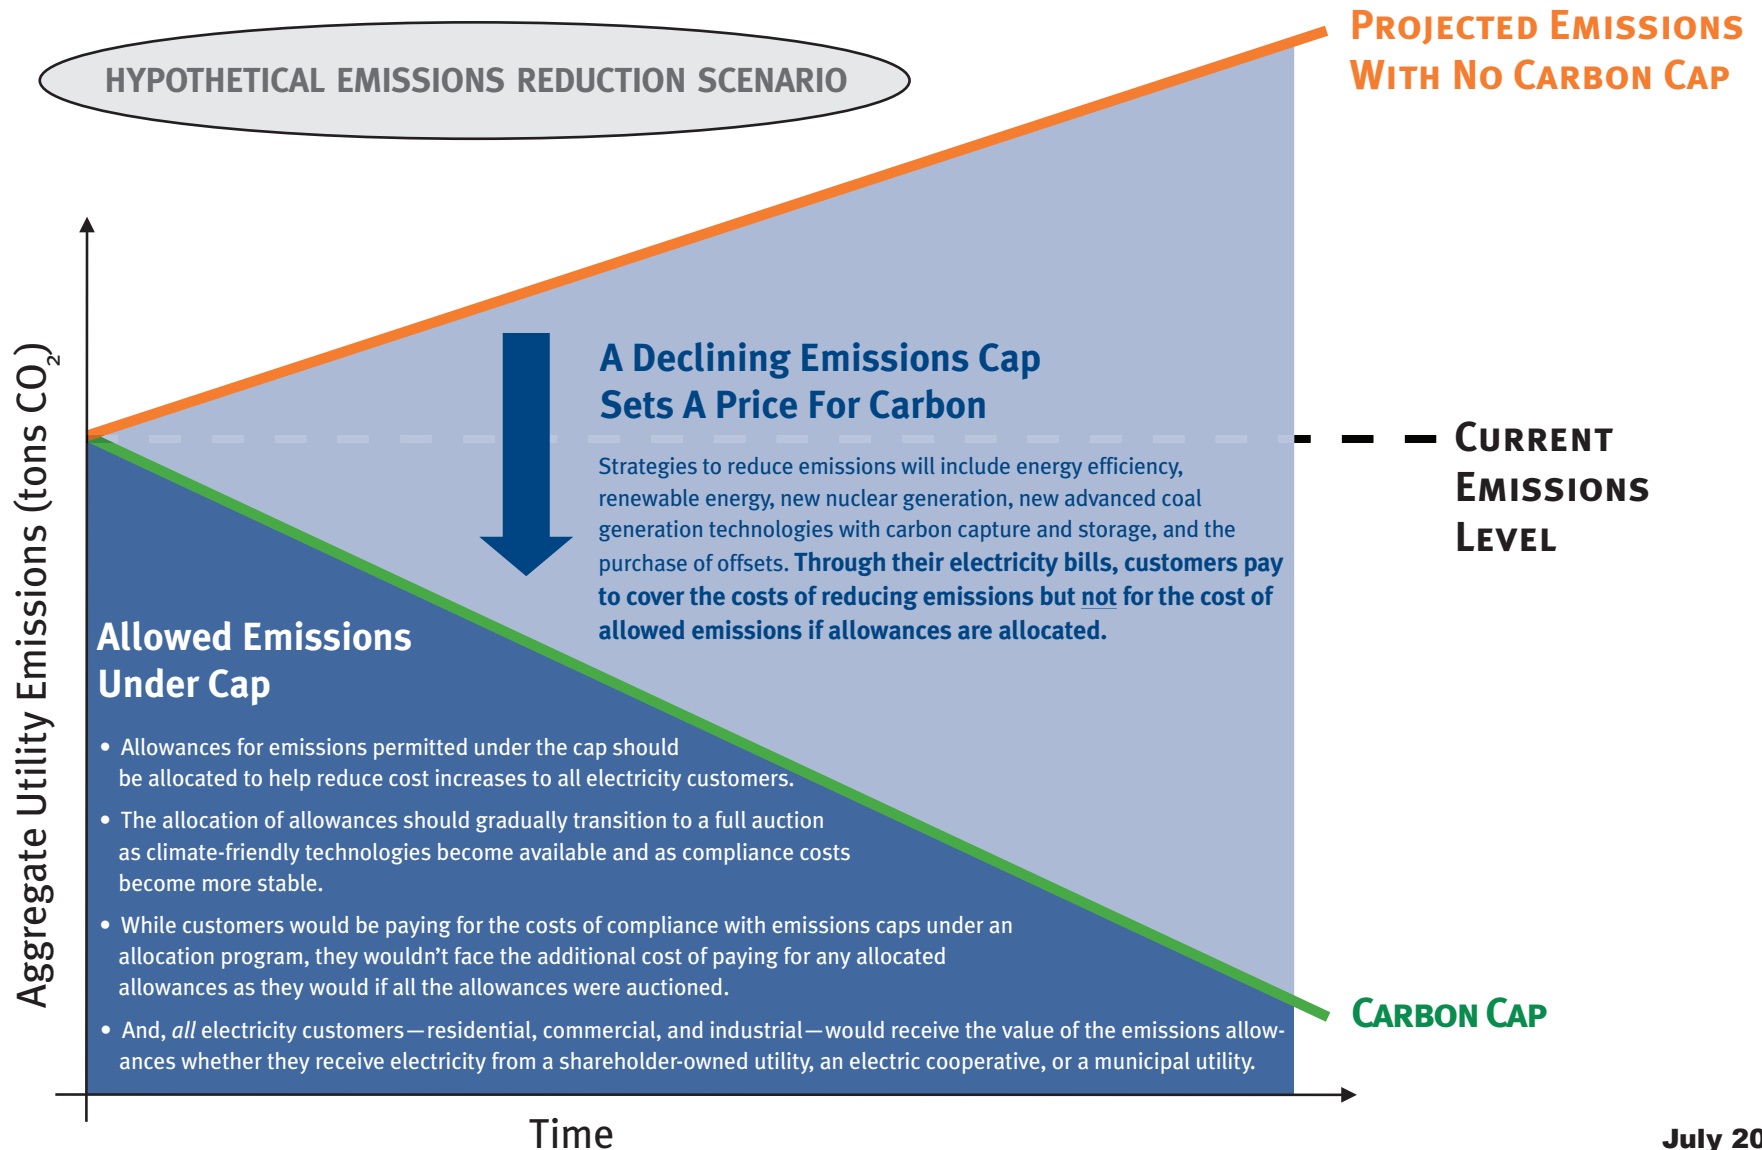 HYPOTHETICAL EMISSIONS REDUCTION SCENARIO
PROJECTED EMISSIONS
WITH NO CARBON CAP
Aggregate Utility Emissions (tons CO₂)
A Declining Emissions Cap
Sets A Price For Carbon
Strategies to reduce emissions will include energy efficiency,
renewable energy, new nuclear generation, new advanced coal
generation technologies with carbon capture and storage, and the
purchase of offsets. Through their electricity bills, customers pay
to cover the costs of reducing emissions but not for the cost of
allowed emissions if allowances are allocated.
CURRENT
EMISSIONS
LEVEL
Allowed Emissions
Under Cap
• Allowances for emissions permitted under the cap should
be allocated to help reduce cost increases to all electricity customers.
• The allocation of allowances should gradually transition to a full auction
as climate-friendly technologies become available and as compliance costs
become more stable.
• While customers would be paying for the costs of compliance with emissions caps under an
allocation program, they wouldn’t face the additional cost of paying for any allocated
allowances as they would if all the allowances were auctioned.
• And, all electricity customers—residential, commercial, and industrial—would receive the value of the emissions allow-
ances whether they receive electricity from a shareholder-owned utility, an electric cooperative, or a municipal utility.
CARBON CAP
Time
July 20